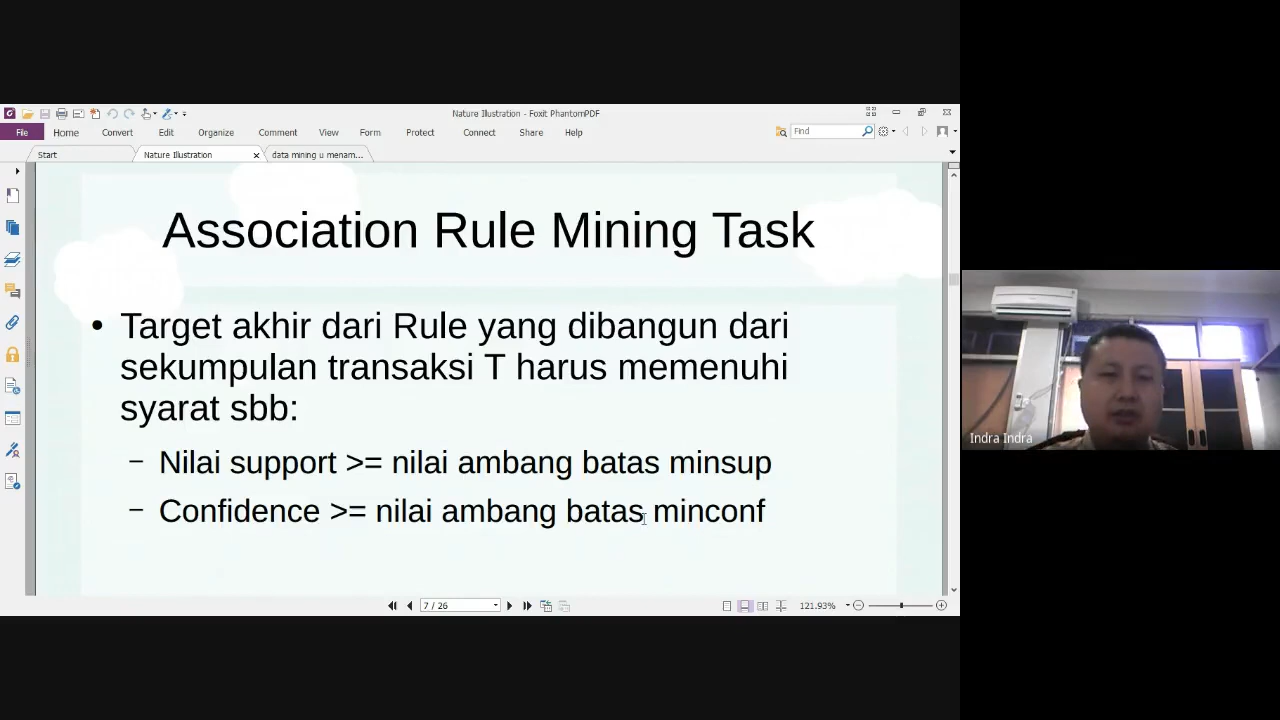 Nature Illustration - Foxit PhantomPDF
File Home Convert Edit Organize Comment View Form Protect Connect Share Help Find
Start Nature Illustration data mining u menam...
Association Rule Mining Task
• Target akhir dari Rule yang dibangun dari
sekumpulan transaksi T harus memenuhi
syarat sbb:
– Nilai support >= nilai ambang batas minsup
– Confidence >= nilai ambang batas minconf
Indra Indra
7 / 26 121.93%